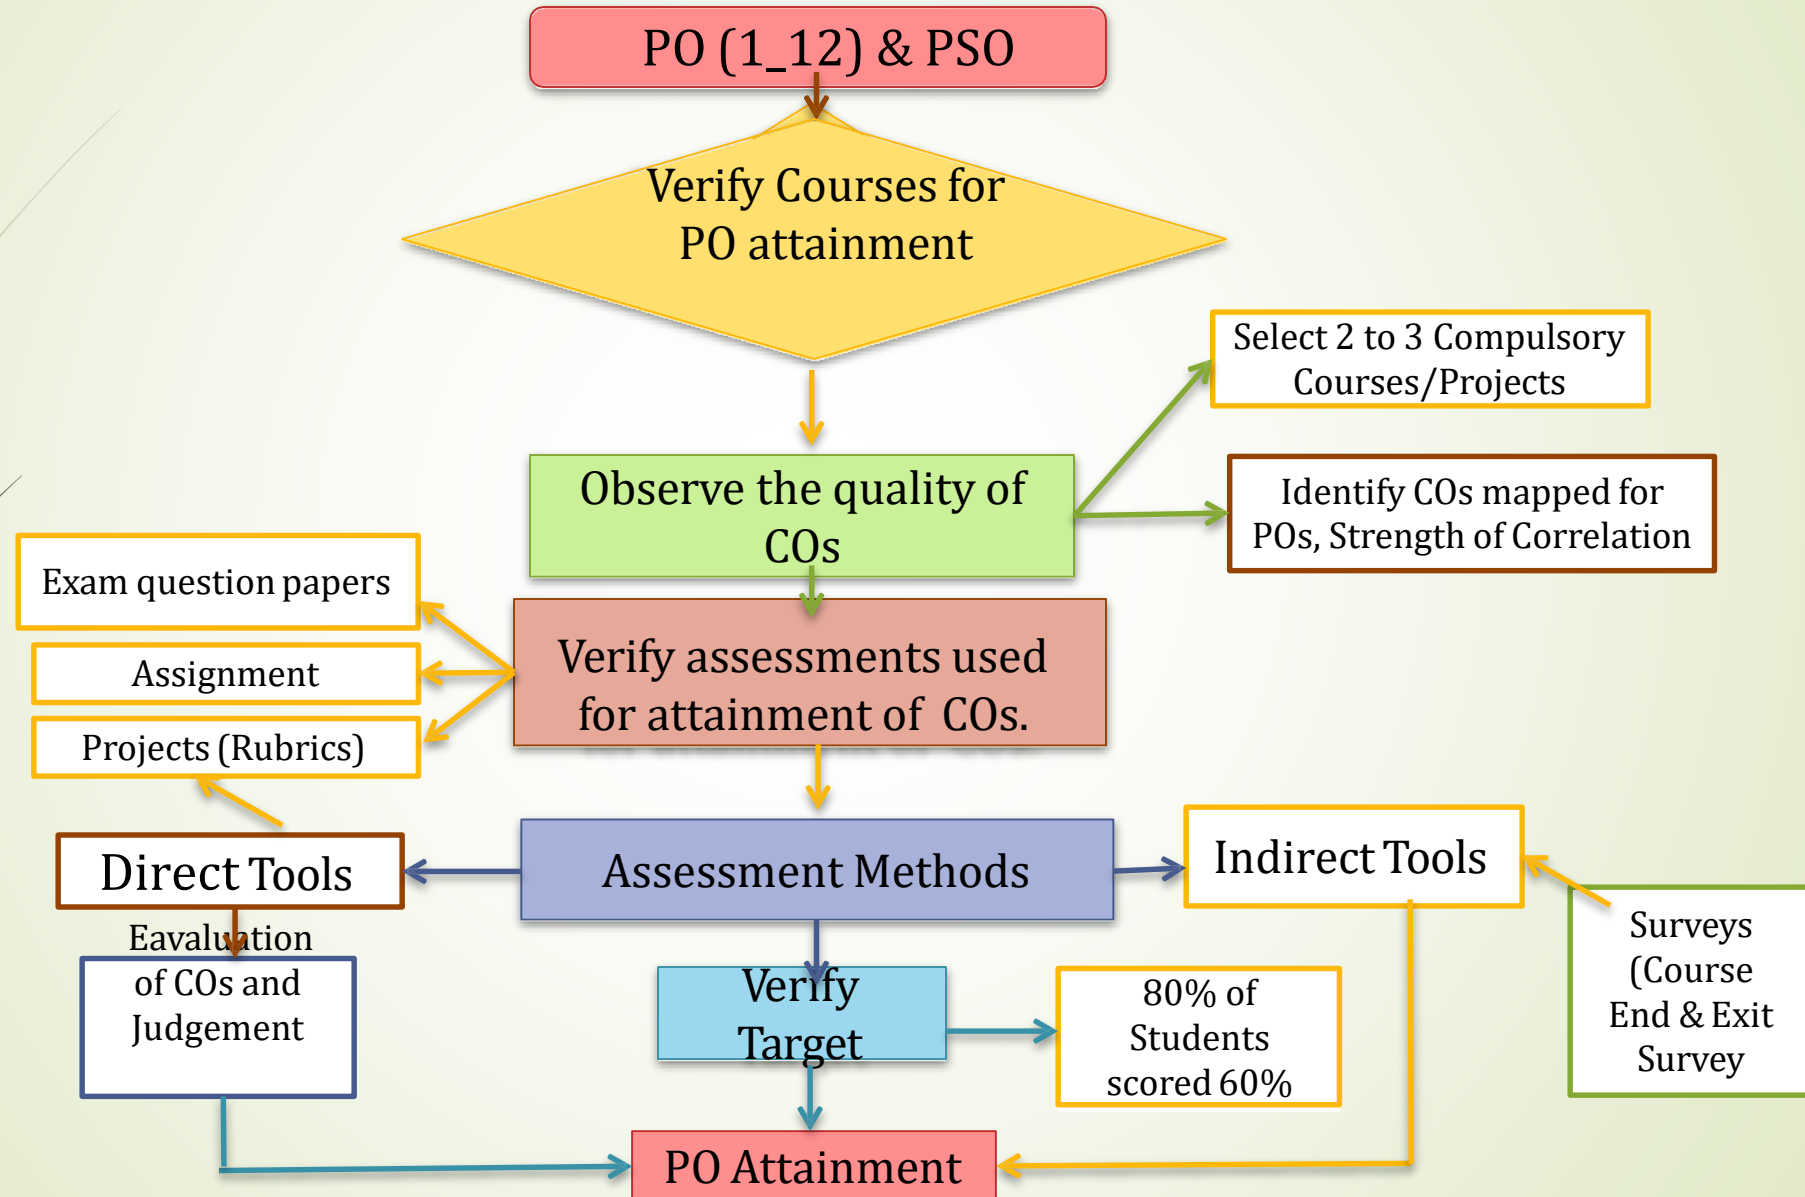 PO (1_12) & PSO
Verify Courses for
PO attainment
Select 2 to 3 Compulsory
Courses/Projects
Observe the quality of
COs
Identify COs mapped for
POs, Strength of Correlation
Exam question papers
Assignment
Projects (Rubrics)
Verify assessments used
for attainment of COs.
Direct Tools
Assessment Methods
Indirect Tools
Eavaluation
of COs and
Judgement
Verify
Target
80% of
Students
scored 60%
Surveys
(Course
End & Exit
Survey
PO Attainment